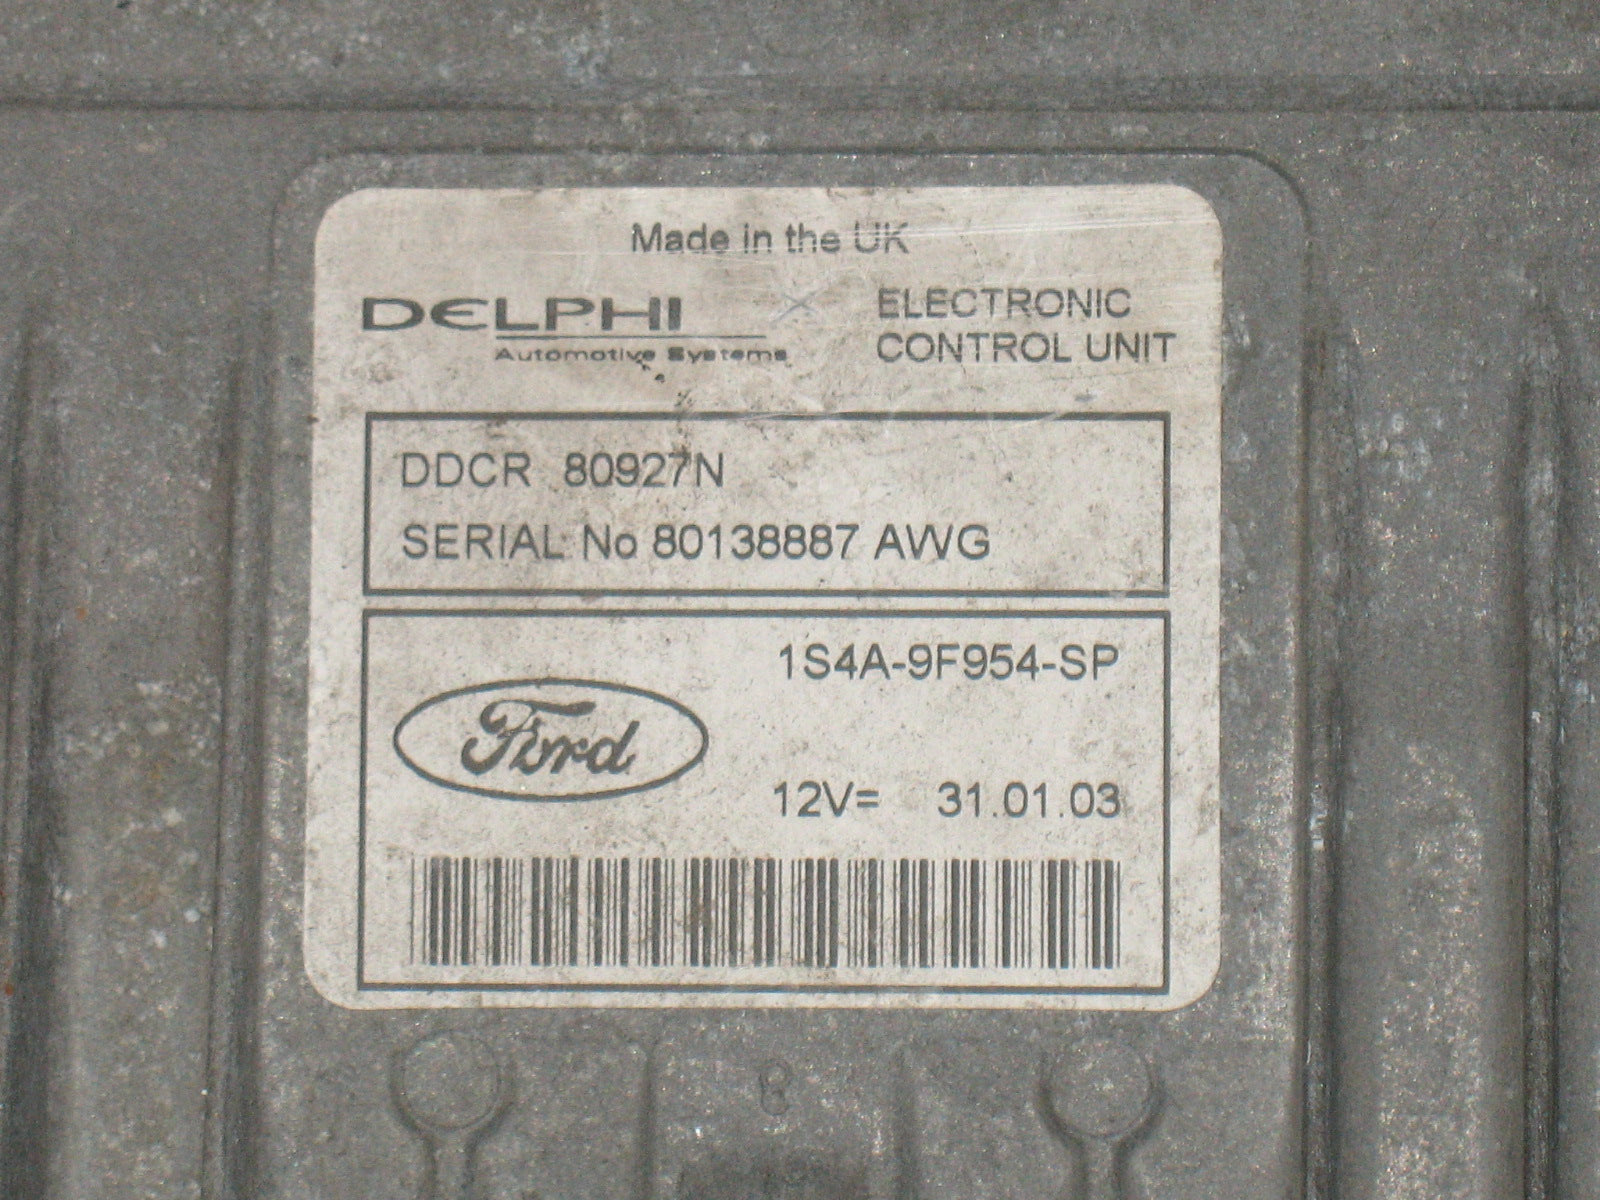 Made in the UK
DELPHI
Automotive Systems
ELECTRONIC
CONTROL UNIT
DDCR 80927N
SERIAL No 80138887 AWG
1S4A-9F954-SP
Ford
12V= 31.01.03
8